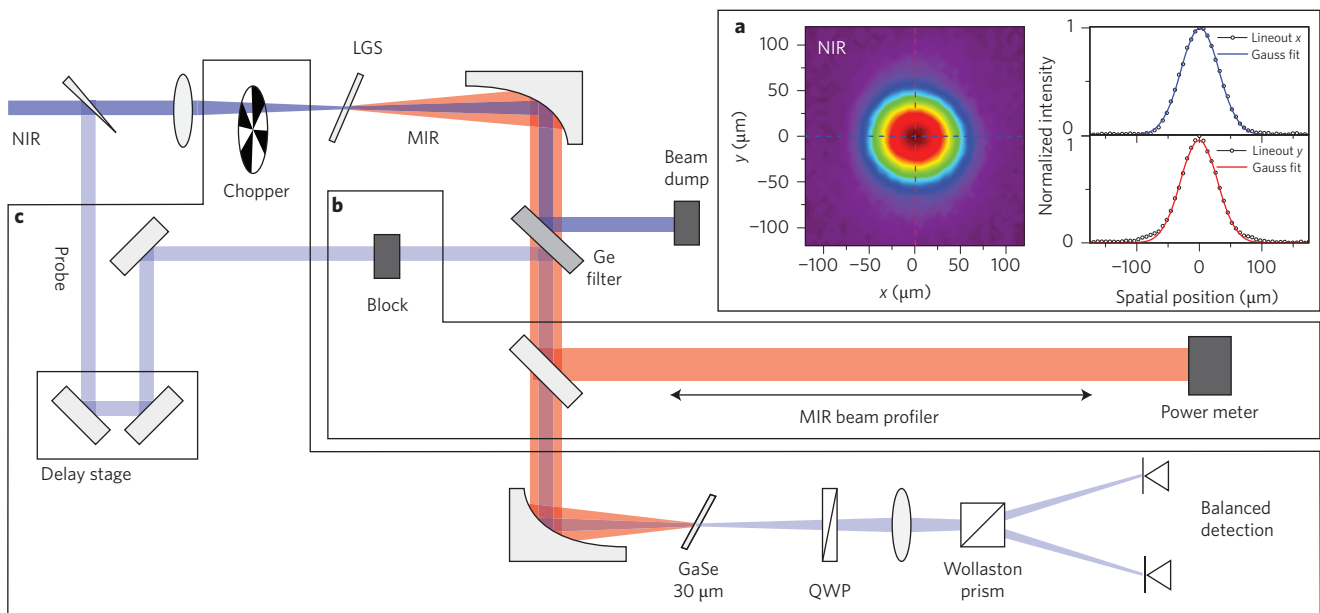 LGS
NIR
MIR
Chopper
c
b
Beam
dump
Probe
Ge
filter
Block
Delay stage
MIR beam profiler
Power meter
GaSe
30 µm
QWP
Wollaston
prism
Balanced
detection
a
NIR
100
50
0
−50
−100
y (µm)
−100 −50 0 50 100
x (µm)
Normalized intensity
1
Lineout x
Gauss fit
0
1
Lineout y
Gauss fit
0
−100 0 100
Spatial position (µm)